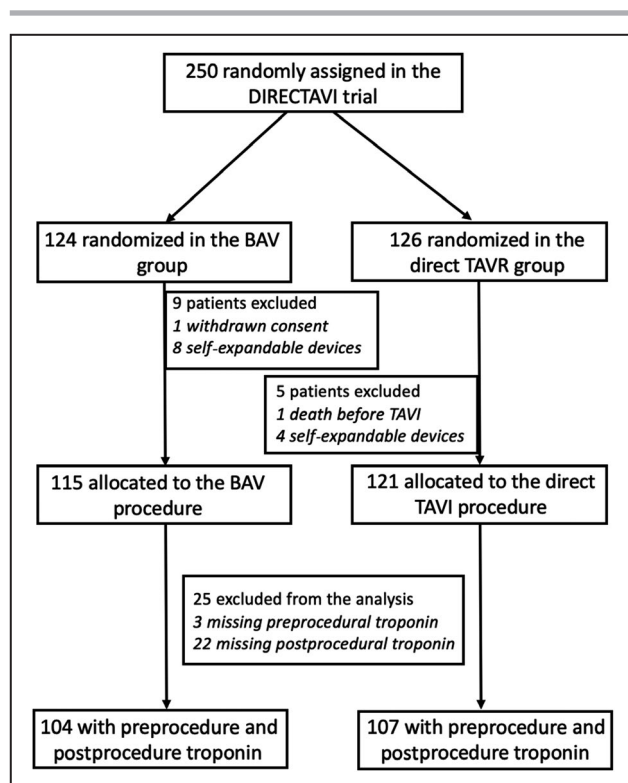 250 randomly assigned in the
DIRECTAVI trial
124 randomized in the BAV
group
126 randomized in the
direct TAVR group
9 patients excluded
1 withdrawn consent
8 self-expandable devices
5 patients excluded
1 death before TAVI
4 self-expandable devices
115 allocated to the BAV
procedure
121 allocated to the direct
TAVI procedure
25 excluded from the analysis
3 missing preprocedural troponin
22 missing postprocedural troponin
104 with preprocedure and
postprocedure troponin
107 with preprocedure and
postprocedure troponin